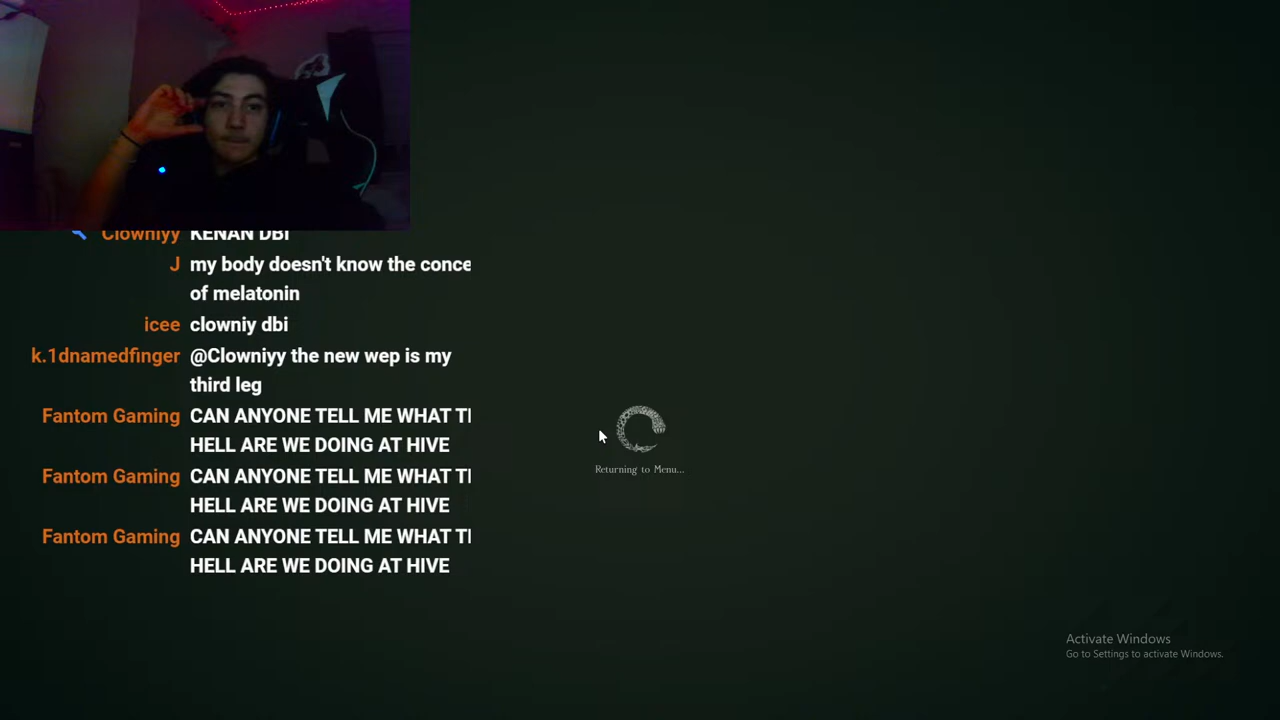 Clowniyy KENAN DBI
J my body doesn't know the conce
of melatonin
icee clowniy dbi
k.1dnamedfinger @Clowniyy the new wep is my
third leg
Fantom Gaming CAN ANYONE TELL ME WHAT
HELL ARE WE DOING AT HIVE
Fantom Gaming CAN ANYONE TELL ME WHAT
HELL ARE WE DOING AT HIVE
Fantom Gaming CAN ANYONE TELL ME WHAT
HELL ARE WE DOING AT HIVE
Returning to Menu...
Activate Windows
Go to Settings to activate Windows.